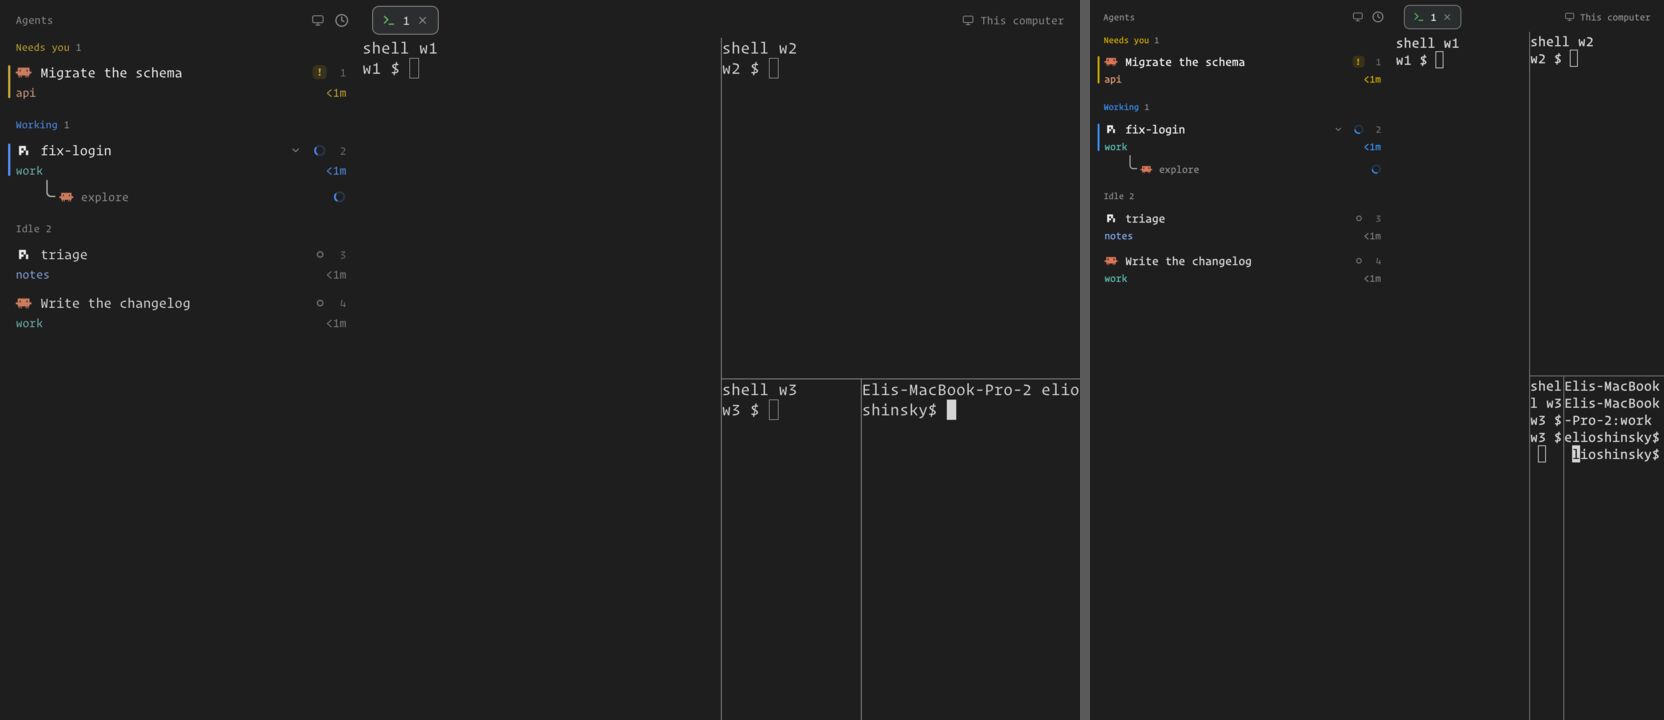 Agents
>_ 1 ×
This computer
Needs you 1
Migrate the schema ! 1
api <1m
Working 1
fix-login 2
work <1m
explore
Idle 2
triage 3
notes <1m
Write the changelog 4
work <1m
shell w1
w1 $
shell w2
w2 $
shell w3
w3 $
Elis-MacBook-Pro-2 elio
shinsky$
Agents
>_ 1 ×
This computer
Needs you 1
Migrate the schema ! 1
api <1m
Working 1
fix-login 2
work <1m
explore
Idle 2
triage 3
notes <1m
Write the changelog 4
work <1m
shell w1
w1 $
shell w2
w2 $
shel
l w3
w3 $
w3 $
Elis-MacBook
Elis-MacBook
-Pro-2:work
elioshinsky$
lioshinsky$